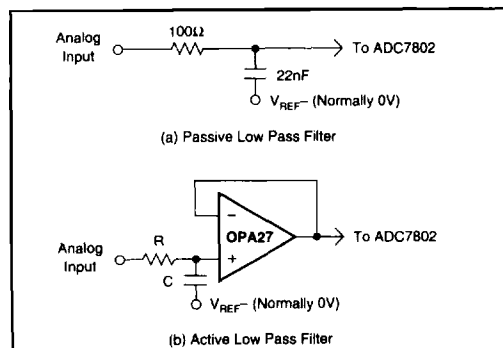 Analog
Input
100Ω
To ADC7802
22nF
VREF– (Normally 0V)
(a) Passive Low Pass Filter
–
OPA27
+
To ADC7802
Analog
Input
R
C
VREF– (Normally 0V)
(b) Active Low Pass Filter